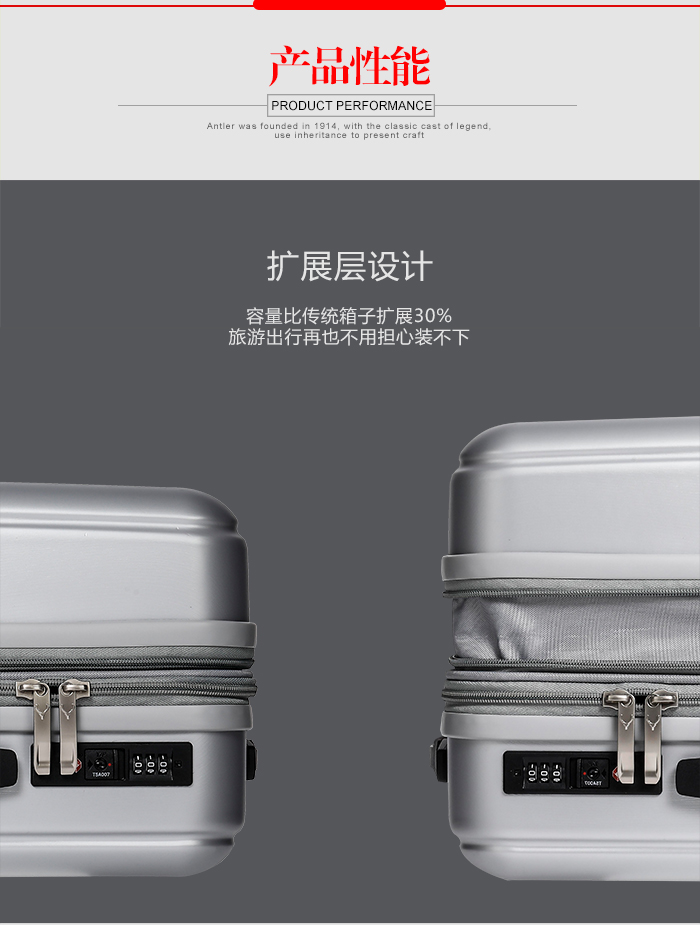 产品性能
PRODUCT PERFORMANCE
Antler was founded in 1914, with the classic cast of legend,
use inheritance to present craft
扩展层设计
容量比传统箱子扩展30%
旅游出行再也不用担心装不下
TSA007
000
000